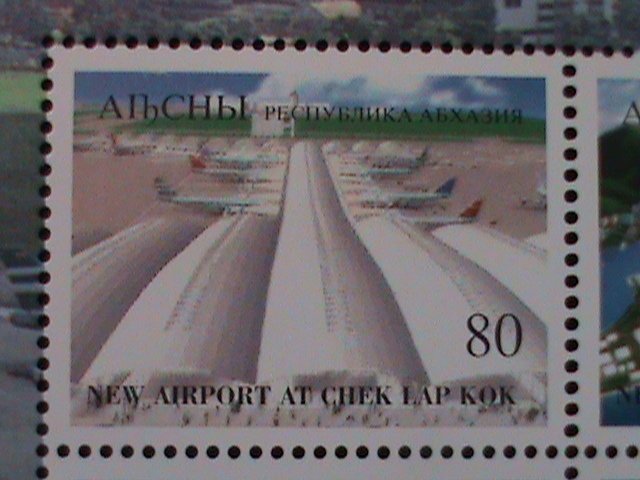 АҦСНЫ РЕСПУБЛИКА АБХАЗИЯ
80
NEW AIRPORT AT CHEK LAP KOK